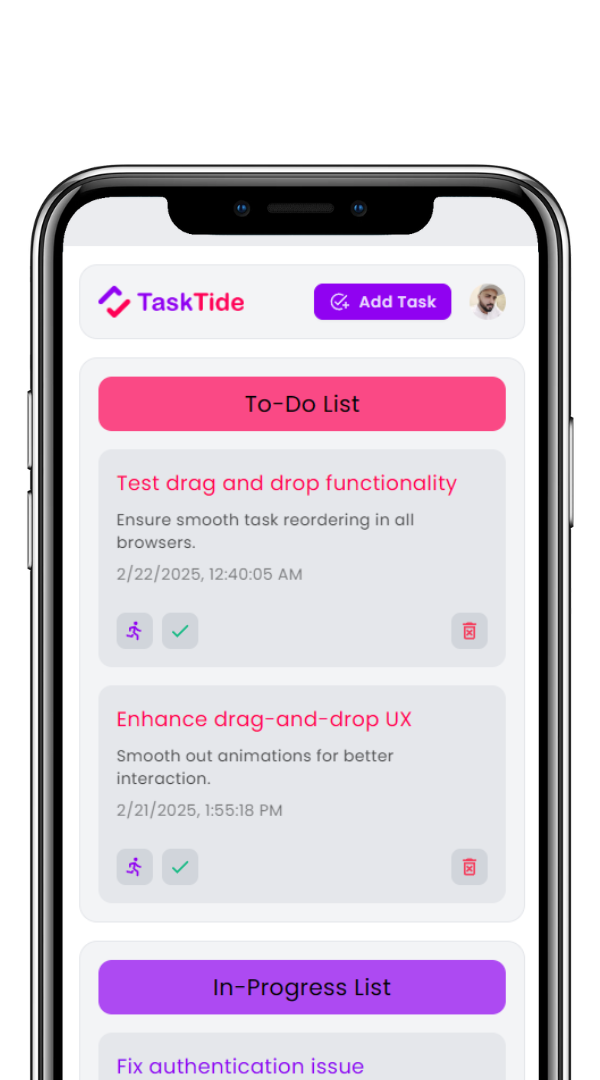 TaskTide
Add Task
To-Do List
Test drag and drop functionality
Ensure smooth task reordering in all
browsers.
2/22/2025, 12:40:05 AM
Enhance drag-and-drop UX
Smooth out animations for better
interaction.
2/21/2025, 1:55:18 PM
In-Progress List
Fix authentication issue